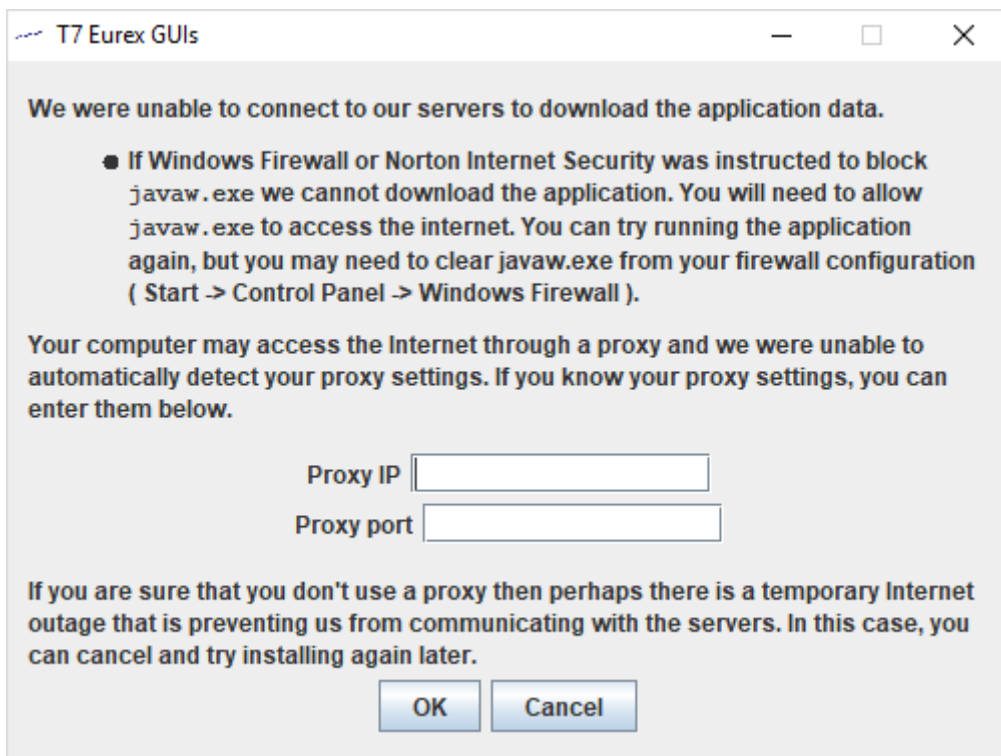 T7 Eurex GUIs
We were unable to connect to our servers to download the application data.
If Windows Firewall or Norton Internet Security was instructed to block
javaw.exe we cannot download the application. You will need to allow
javaw.exe to access the internet. You can try running the application
again, but you may need to clear javaw.exe from your firewall configuration
( Start -> Control Panel -> Windows Firewall ).
Your computer may access the Internet through a proxy and we were unable to
automatically detect your proxy settings. If you know your proxy settings, you can
enter them below.
Proxy IP
Proxy port
If you are sure that you don't use a proxy then perhaps there is a temporary Internet
outage that is preventing us from communicating with the servers. In this case, you
can cancel and try installing again later.
OK Cancel